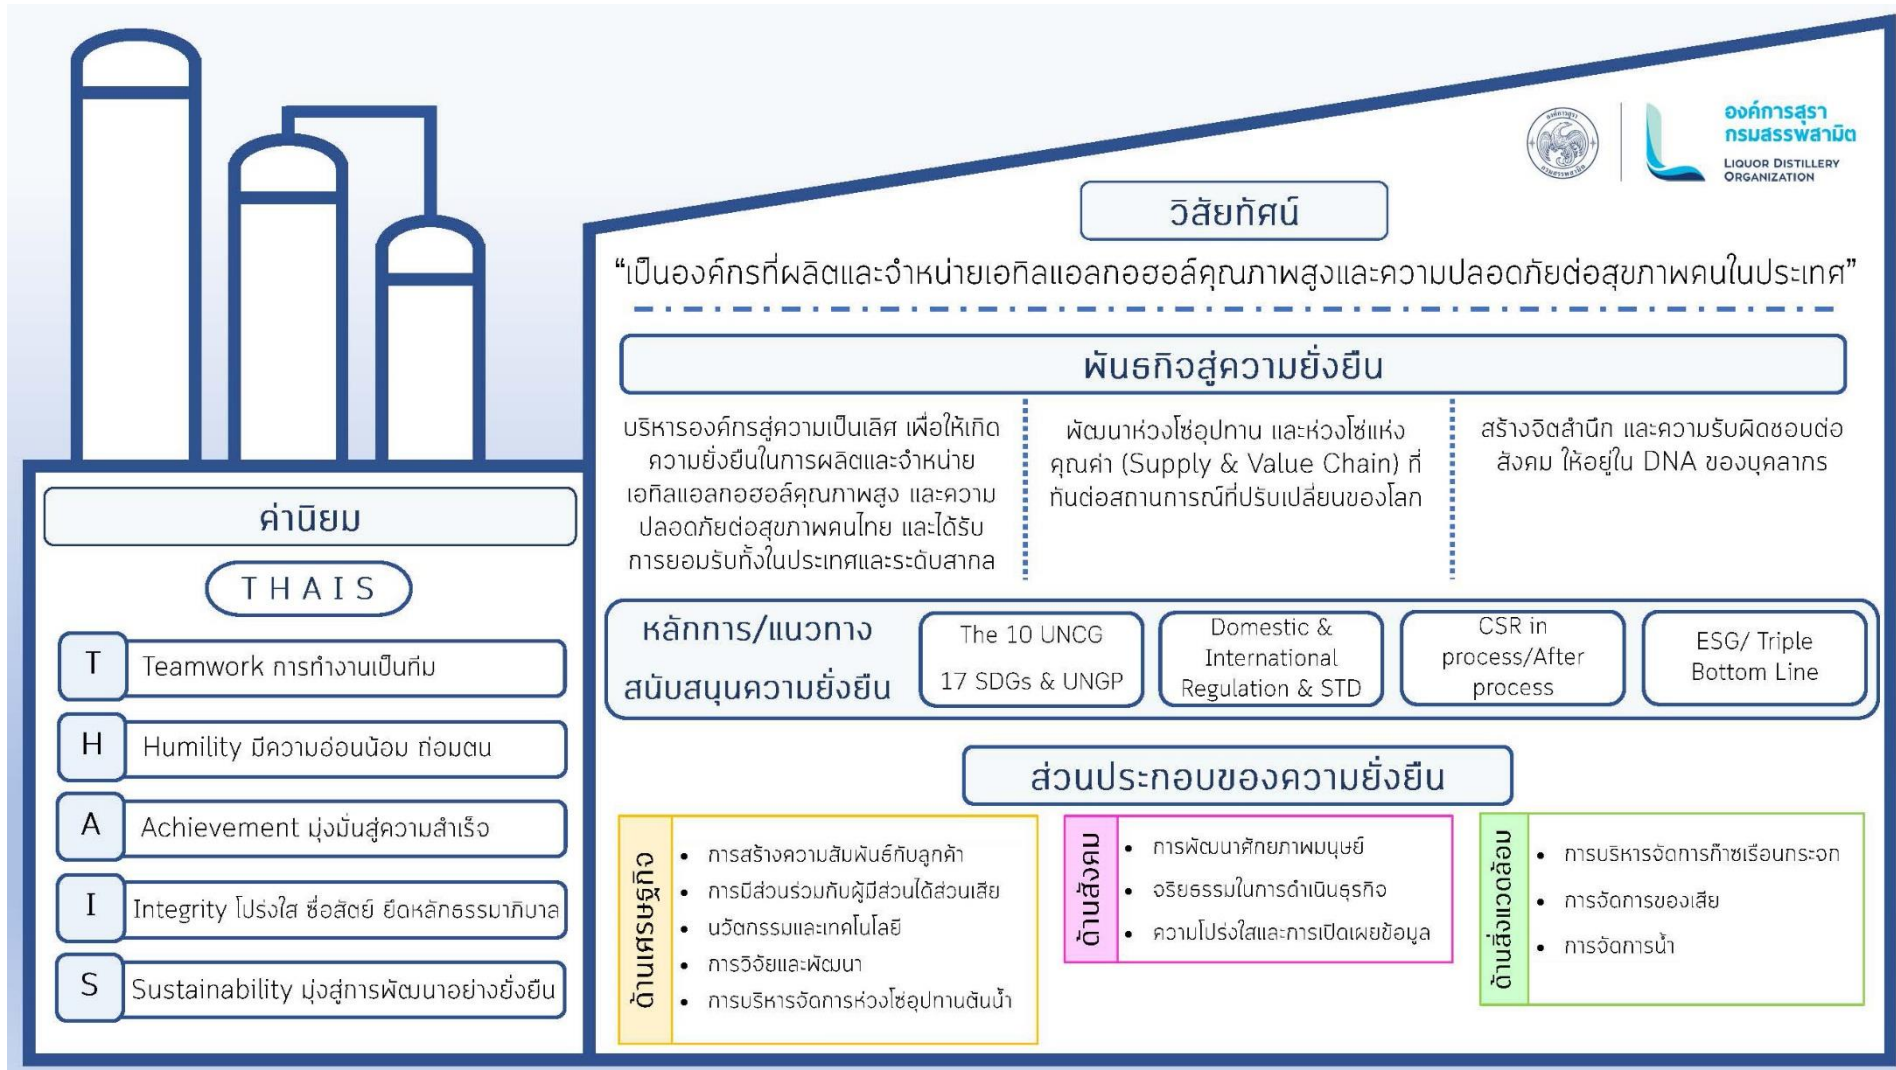 องค์การสุรา
กรมสรรพสามิต
LIQUOR DISTILLERY
ORGANIZATION
องค์การสุรา
กรมสรรพสามิต
วิสัยทัศน์
“เป็นองค์กรที่ผลิตและจำหน่ายเอทิลแอลกอฮอล์คุณภาพสูงและความปลอดภัยต่อสุขภาพคนในประเทศ”
พันธกิจสู่ความยั่งยืน
บริหารองค์กรสู่ความเป็นเลิศ เพื่อให้เกิด
ความยั่งยืนในการผลิตและจำหน่าย
เอทิลแอลกอฮอล์คุณภาพสูง และความ
ปลอดภัยต่อสุขภาพคนไทย และได้รับ
การยอมรับทั้งในประเทศและระดับสากล
พัฒนาห่วงโซ่อุปทาน และห่วงโซ่แห่ง
คุณค่า (Supply & Value Chain) ที่
ทันต่อสถานการณ์ที่ปรับเปลี่ยนของโลก
สร้างจิตสำนึก และความรับผิดชอบต่อ
สังคม ให้อยู่ใน DNA ของบุคลากร
หลักการ/แนวทาง
สนับสนุนความยั่งยืน
The 10 UNCG
17 SDGs & UNGP
Domestic &
International
Regulation & STD
CSR in
process/After
process
ESG/ Triple
Bottom Line
ส่วนประกอบของความยั่งยืน
ด้านเศรษฐกิจ
• การสร้างความสัมพันธ์กับลูกค้า
• การมีส่วนร่วมกับผู้มีส่วนได้ส่วนเสีย
• นวัตกรรมและเทคโนโลยี
• การวิจัยและพัฒนา
• การบริหารจัดการห่วงโซ่อุปทานต้นน้ำ
ด้านสังคม
• การพัฒนาศักยภาพมนุษย์
• จริยธรรมในการดำเนินธุรกิจ
• ความโปร่งใสและการเปิดเผยข้อมูล
ด้านสิ่งแวดล้อม
• การบริหารจัดการก๊าซเรือนกระจก
• การจัดการของเสีย
• การจัดการน้ำ
ค่านิยม
T H A I S
T Teamwork การทำงานเป็นทีม
H Humility มีความอ่อนน้อม ถ่อมตน
A Achievement มุ่งมั่นสู่ความสำเร็จ
I Integrity โปร่งใส ซื่อสัตย์ ยึดหลักธรรมาภิบาล
S Sustainability มุ่งสู่การพัฒนาอย่างยั่งยืน